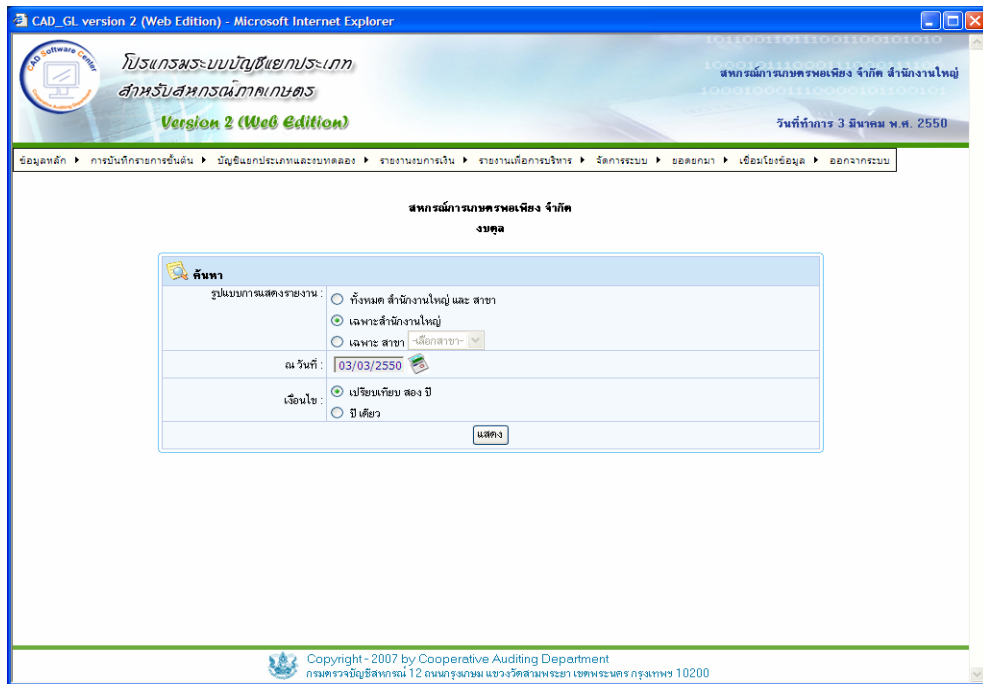 CAD_GL version 2 (Web Edition) - Microsoft Internet Explorer
CAD Software Center
Cooperative Auditing Department
โปรแกรมระบบบัญชีแยกประเภท
สำหรับสหกรณ์ภาคเกษตร
Version 2 (Web Edition)
สหกรณ์การเกษตรพอเพียง จำกัด สำนักงานใหญ่
วันที่ทำการ 3 มีนาคม พ.ศ. 2550
ข้อมูลหลัก การบันทึกรายการขั้นต้น บัญชีแยกประเภทและงบทดลอง รายงานงบการเงิน รายงานเพื่อการบริหาร จัดการระบบ ยอดยกมา เชื่อมโยงข้อมูล ออกจากระบบ
สหกรณ์การเกษตรพอเพียง จำกัด
งบดุล
ค้นหา
รูปแบบการแสดงรายงาน :
ทั้งหมด สำนักงานใหญ่ และ สาขา
เฉพาะสำนักงานใหญ่
เฉพาะ สาขา -เลือกสาขา-
ณ วันที่ : 03/03/2550
เงื่อนไข :
เปรียบเทียบ สอง ปี
ปี เดียว
แสดง
Copyright - 2007 by Cooperative Auditing Department
กรมตรวจบัญชีสหกรณ์ 12 ถนนกรุงเกษม แขวงวัดสามพระยา เขตพระนคร กรุงเทพฯ 10200